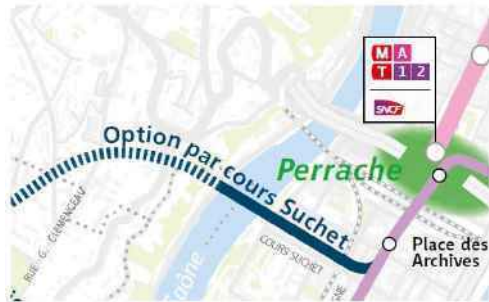 M A
T 1 2
SNCF
Option par cours Suchet
Perrache
RUE G. CLEMENCEAU
COURS SUCHET
Saône
Place des
Archives